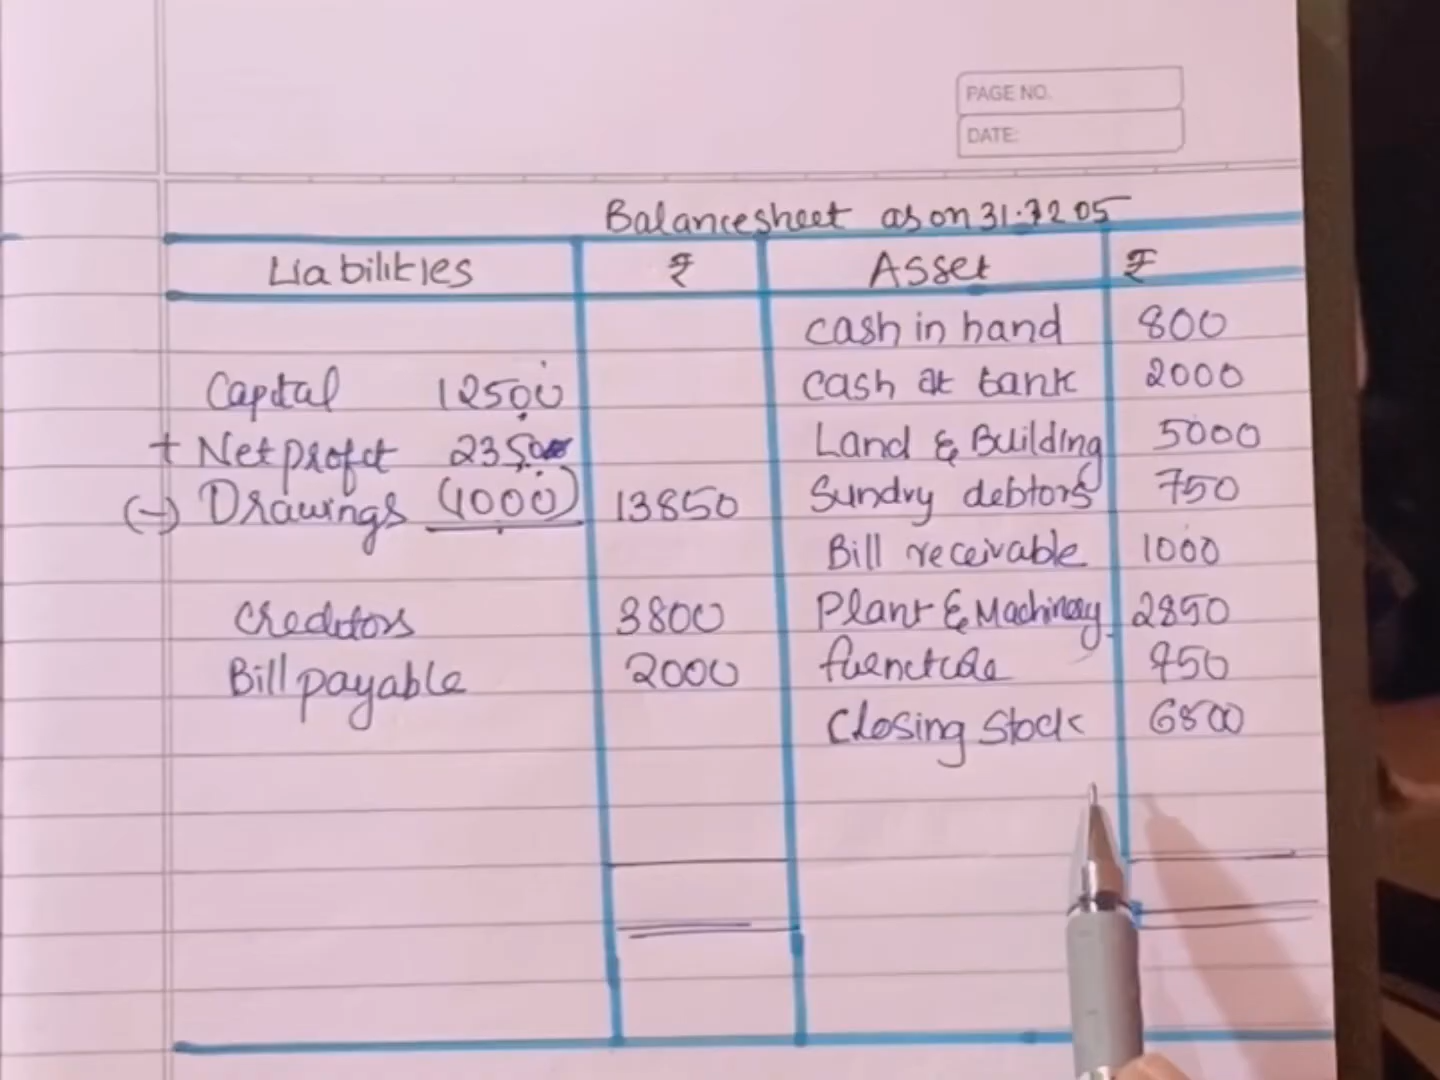 PAGE NO.
DATE:
Balancesheet as on 31.12 05
Liabilities ₹ Asset ₹
cash in hand 800
Capital 12500 cash at bank 2000
+ Net profit 2350 Land & Building 5000
(-) Drawings (1000) 13850 Sundry debtors 750
Bill receivable 1000
creditors 3800 Plant & Machinery 2850
Bill payable 2000 450
Closing stock 6800